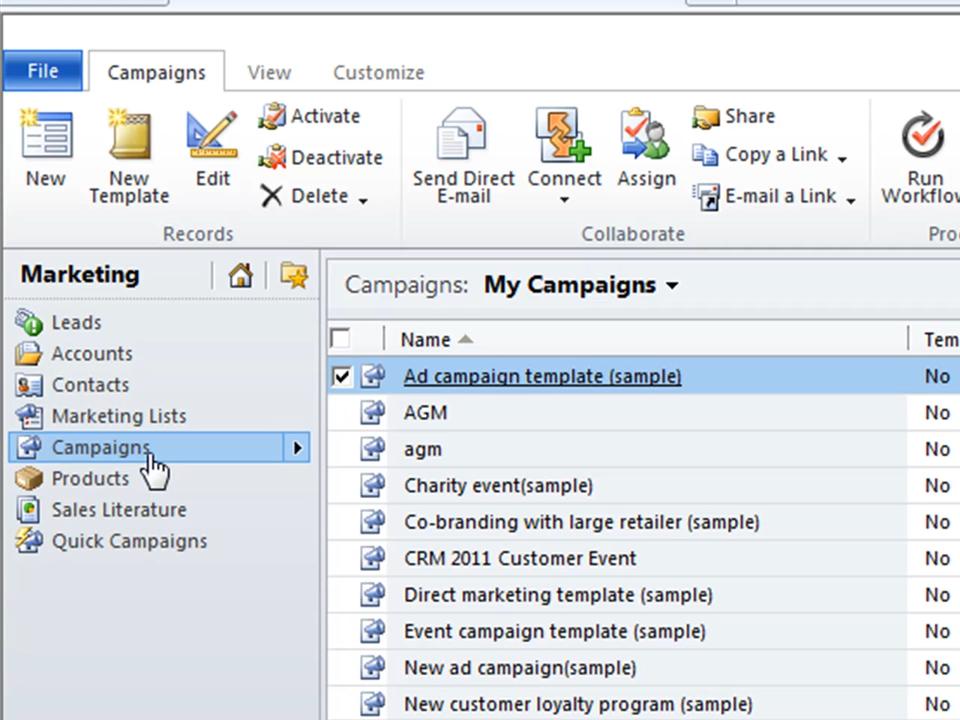 File
Campaigns
View
Customize
New
New
Template
Edit
Activate
Deactivate
Delete
Records
Send Direct
E-mail
Connect
Assign
Share
Copy a Link
E-mail a Link
Collaborate
Run
Workflow
Pro
Marketing
Leads
Accounts
Contacts
Marketing Lists
Campaigns
Products
Sales Literature
Quick Campaigns
Campaigns: My Campaigns
Name
Tem
Ad campaign template (sample) No
AGM No
agm No
Charity event(sample) No
Co-branding with large retailer (sample) No
CRM 2011 Customer Event No
Direct marketing template (sample) No
Event campaign template (sample) No
New ad campaign(sample) No
New customer loyalty program (sample) No